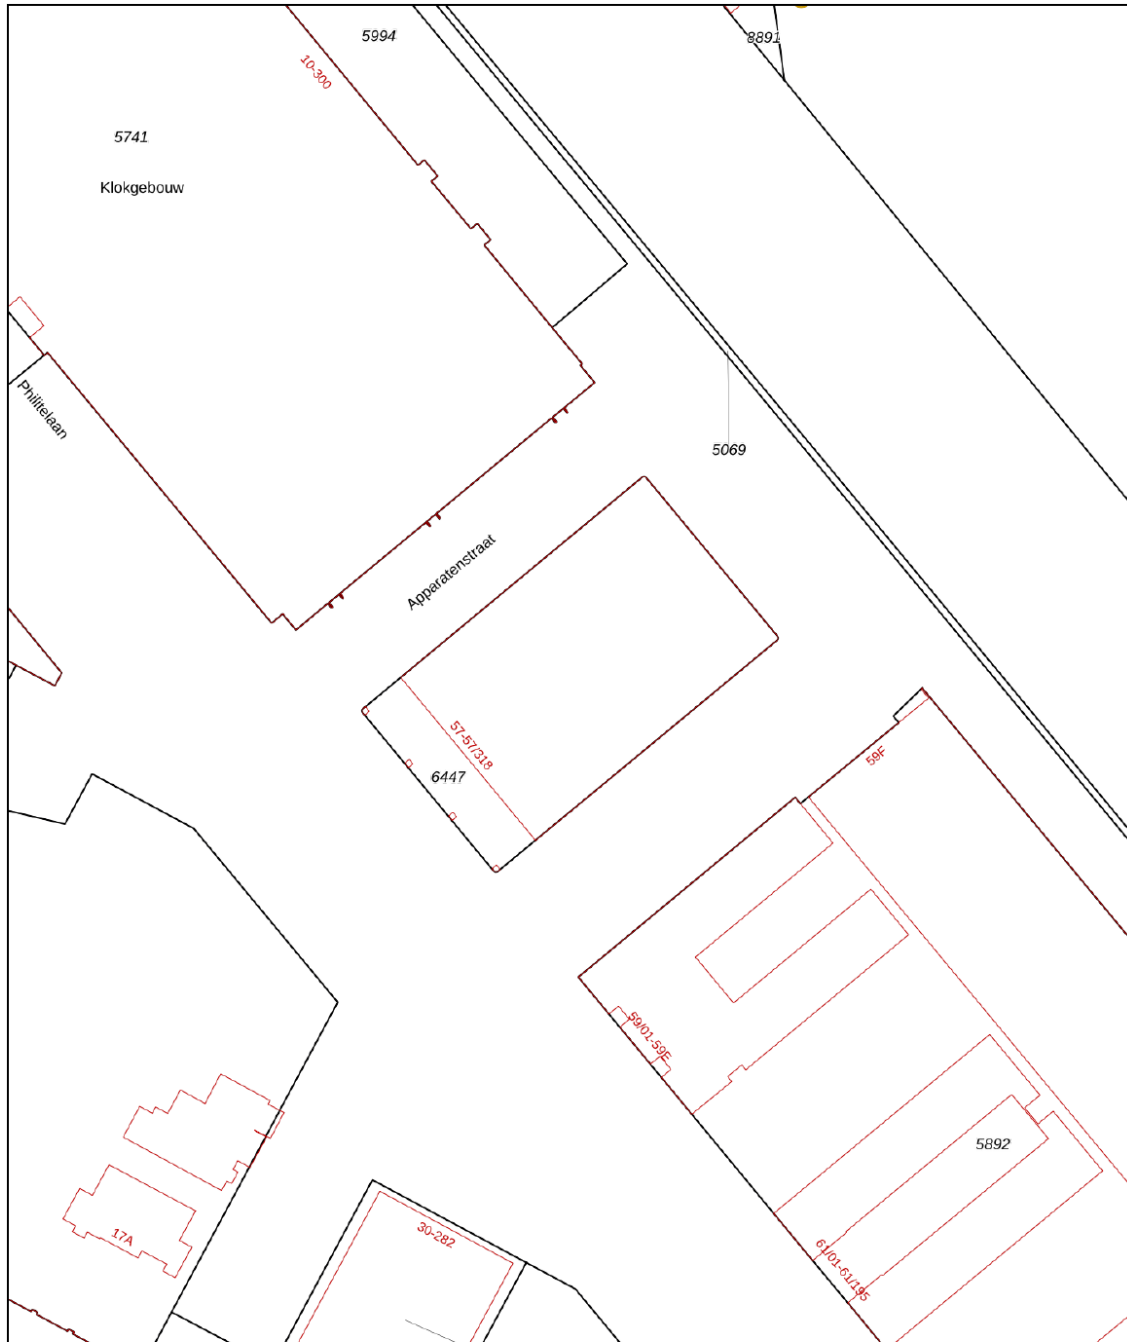 5994
8891
10-300
5741
Klokgebouw
Philitelaan
5069
Apparatenstraat
57-57/318
59F
6447
59/01-59E
5892
17A
30-282
61/01-61/195